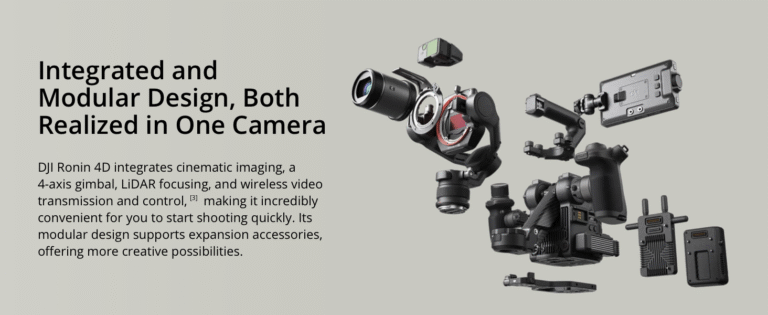 Integrated and
Modular Design, Both
Realized in One Camera
DJI Ronin 4D integrates cinematic imaging, a
4-axis gimbal, LiDAR focusing, and wireless video
transmission and control, [3] making it incredibly
convenient for you to start shooting quickly. Its
modular design supports expansion accessories,
offering more creative possibilities.